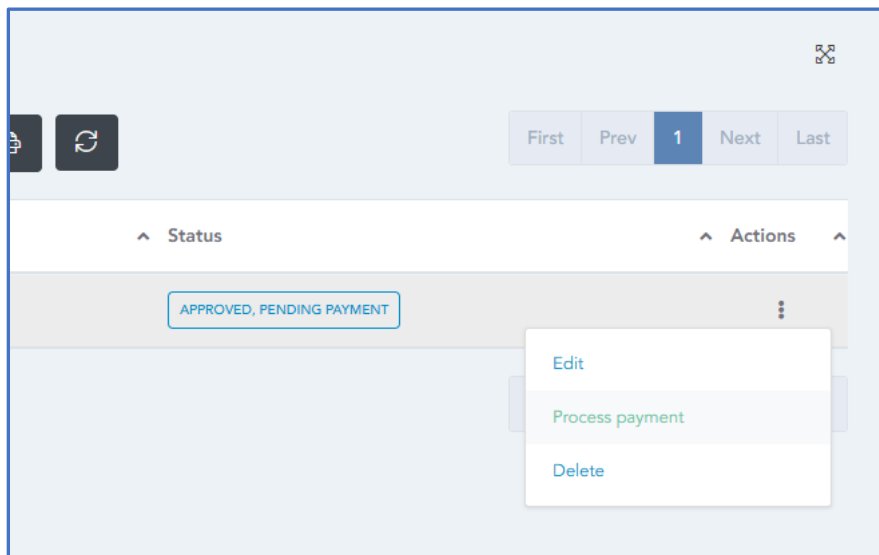 First Prev 1 Next Last
Status Actions
APPROVED, PENDING PAYMENT
Edit
Process payment
Delete